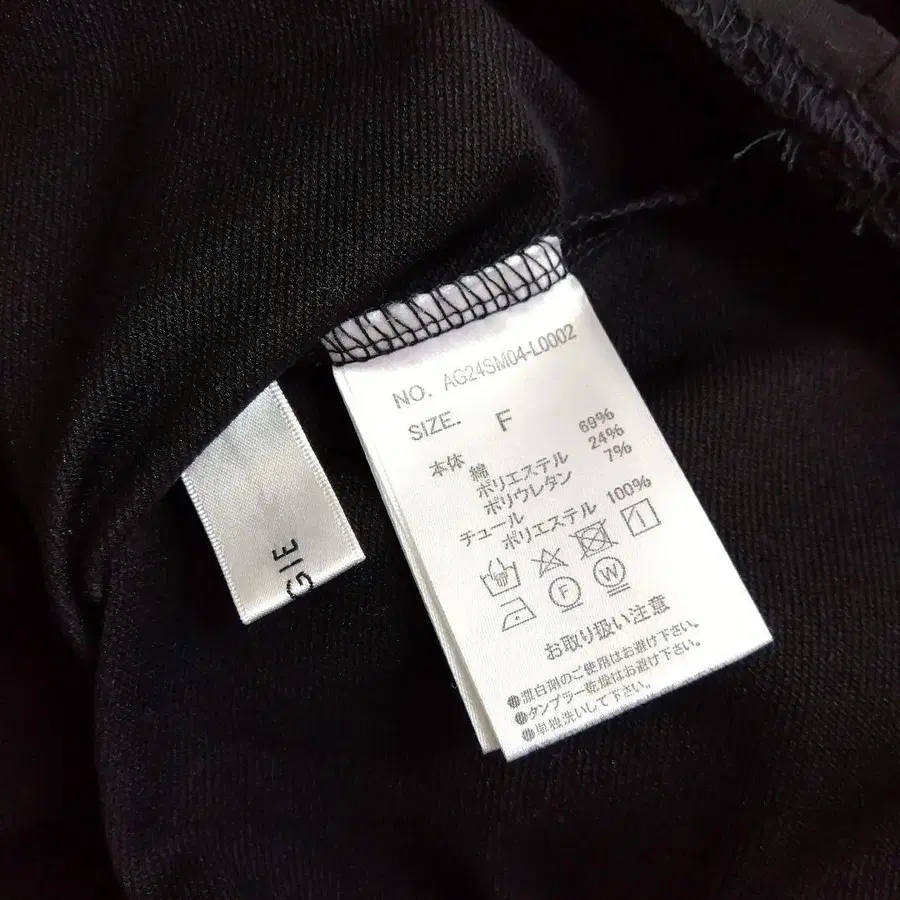 NO. AG24SM04-L0002
SIZE. F
本体 綿 69%
ポリエステル 24%
ポリウレタン 7%
チュール
ポリエステル 100%
F W
お取り扱い注意
●漂白剤のご使用はお避け下さい。
●タンブラー乾燥はお避け下さい。
●単独洗いして下さい。
GIE